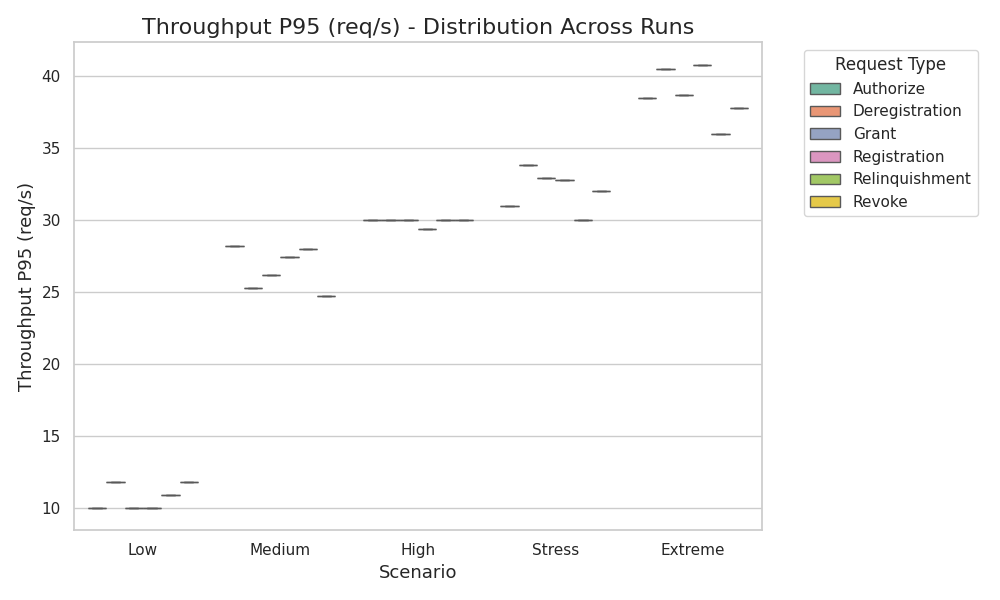 Throughput P95 (req/s) - Distribution Across Runs
Throughput P95 (req/s)
40
35
30
25
20
15
10
Low
Medium
High
Stress
Extreme
Scenario
Request Type
Authorize
Deregistration
Grant
Registration
Relinquishment
Revoke